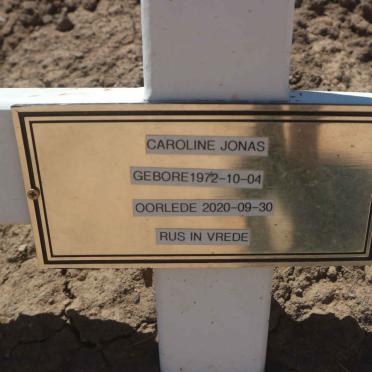 CAROLINE JONAS
GEBORE1972-10-04
OORLEDE 2020-09-30
RUS IN VREDE